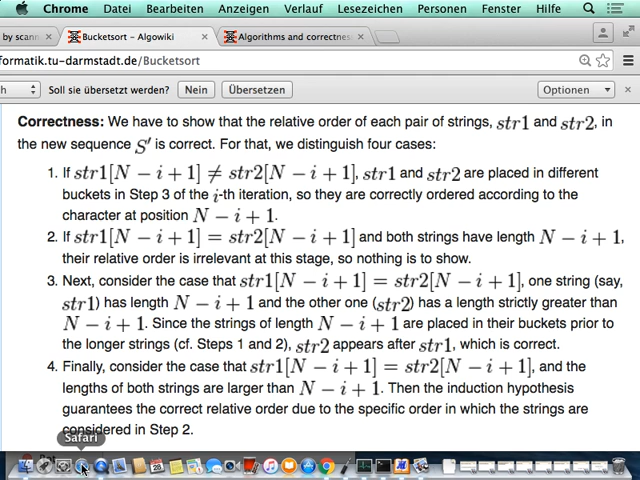 Chrome Datei Bearbeiten Anzeigen Verlauf Lesezeichen Personen Fenster Hilfe
by scann × Bucketsort – Algowiki × Algorithms and correctnes ×
formatik.tu-darmstadt.de/Bucketsort
h Soll sie übersetzt werden? Nein Übersetzen Optionen ×
Correctness: We have to show that the relative order of each pair of strings, str1 and str2, in
the new sequence S′ is correct. For that, we distinguish four cases:
1. If str1[N − i + 1] ≠ str2[N − i + 1], str1 and str2 are placed in different
buckets in Step 3 of the i-th iteration, so they are correctly ordered according to the
character at position N − i + 1.
2. If str1[N − i + 1] = str2[N − i + 1] and both strings have length N − i + 1,
their relative order is irrelevant at this stage, so nothing is to show.
3. Next, consider the case that str1[N − i + 1] = str2[N − i + 1], one string (say,
str1) has length N − i + 1 and the other one (str2) has a length strictly greater than
N − i + 1. Since the strings of length N − i + 1 are placed in their buckets prior to
the longer strings (cf. Steps 1 and 2), str2 appears after str1, which is correct.
4. Finally, consider the case that str1[N − i + 1] = str2[N − i + 1], and the
lengths of both strings are larger than N − i + 1. Then the induction hypothesis
guarantees the correct relative order due to the specific order in which the strings are
considered in Step 2.
Safari
28